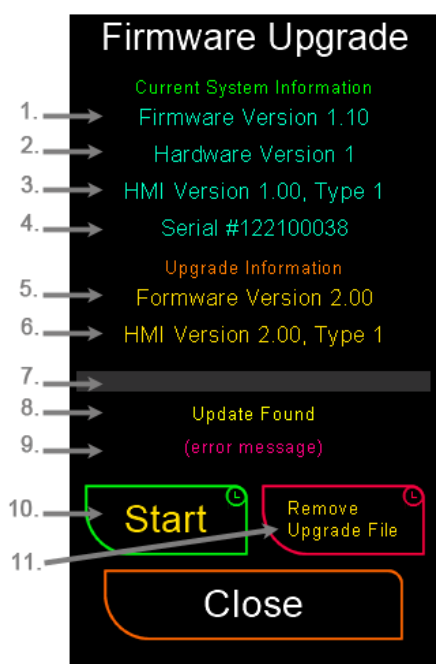 Firmware Upgrade
Current System Information
1. Firmware Version 1.10
2. Hardware Version 1
3. HMI Version 1.00, Type 1
4. Serial #122100038
Upgrade Information
5. Formware Version 2.00
6. HMI Version 2.00, Type 1
7.
8. Update Found
9. (error message)
10. Start
11. Remove
Upgrade File
Close